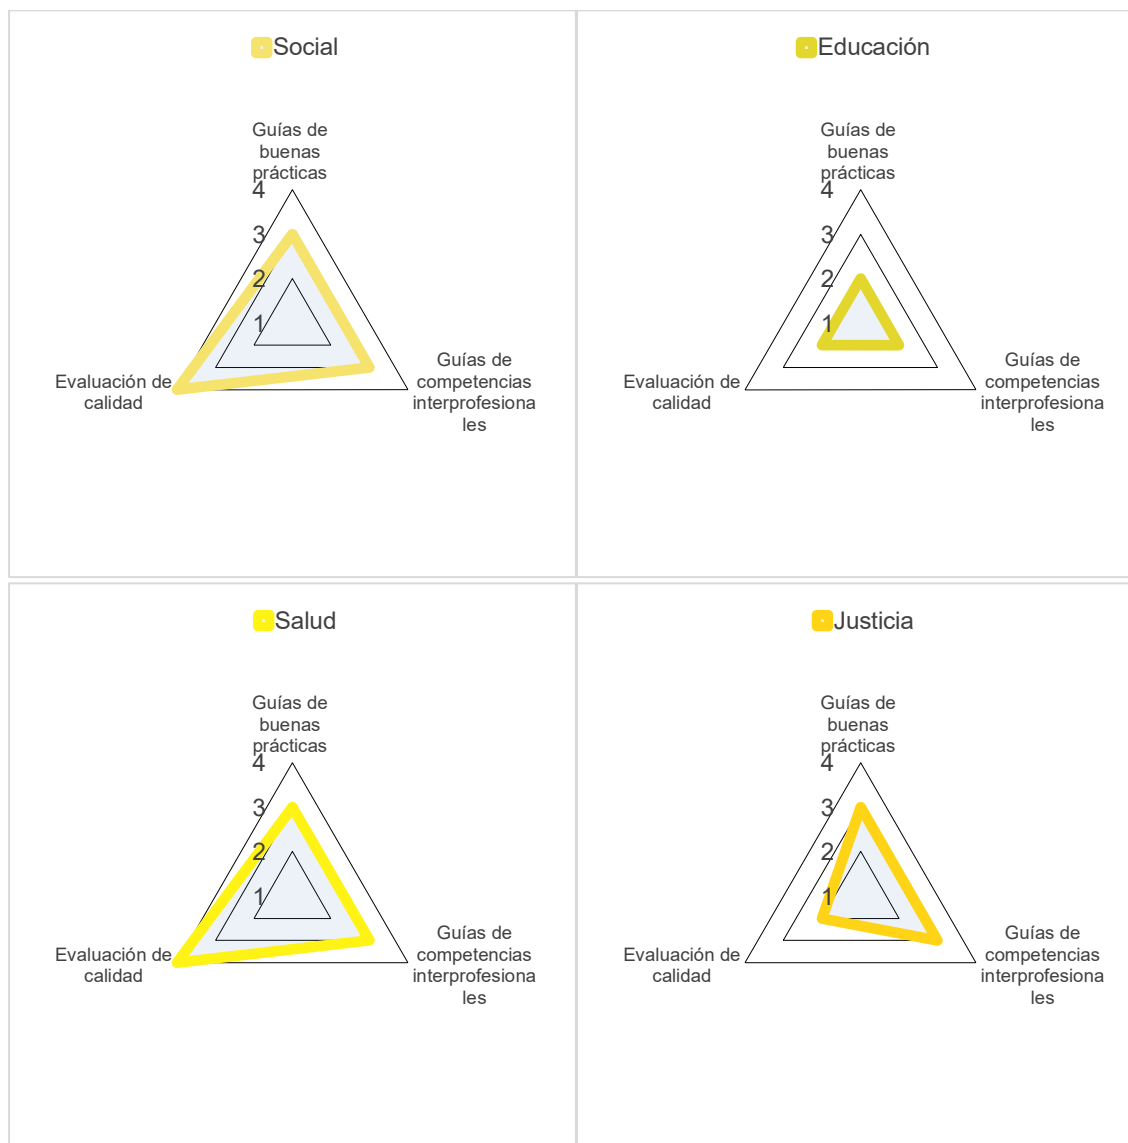 Social
Guías de
buenas
prácticas
4
3
2
1
Guías de
competencias
interprofesiona
les
Evaluación de
calidad
Educación
Guías de
buenas
prácticas
4
3
2
1
Guías de
competencias
interprofesiona
les
Evaluación de
calidad
Salud
Guías de
buenas
prácticas
4
3
2
1
Guías de
competencias
interprofesiona
les
Evaluación de
calidad
Justicia
Guías de
buenas
prácticas
4
3
2
1
Guías de
competencias
interprofesiona
les
Evaluación de
calidad